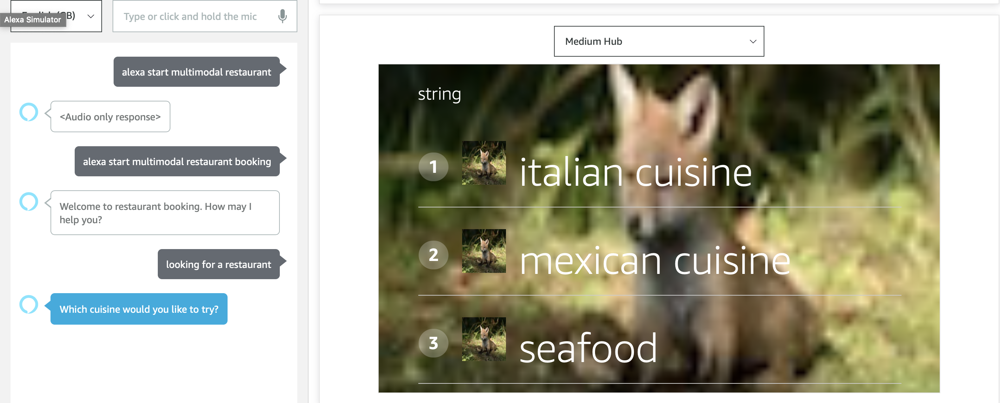 Alexa Simulator
B)
Type or click and hold the mic
alexa start multimodal restaurant
<Audio only response>
alexa start multimodal restaurant booking
Welcome to restaurant booking. How may I
help you?
looking for a restaurant
Which cuisine would you like to try?
Medium Hub
string
1 italian cuisine
2 mexican cuisine
3 seafood